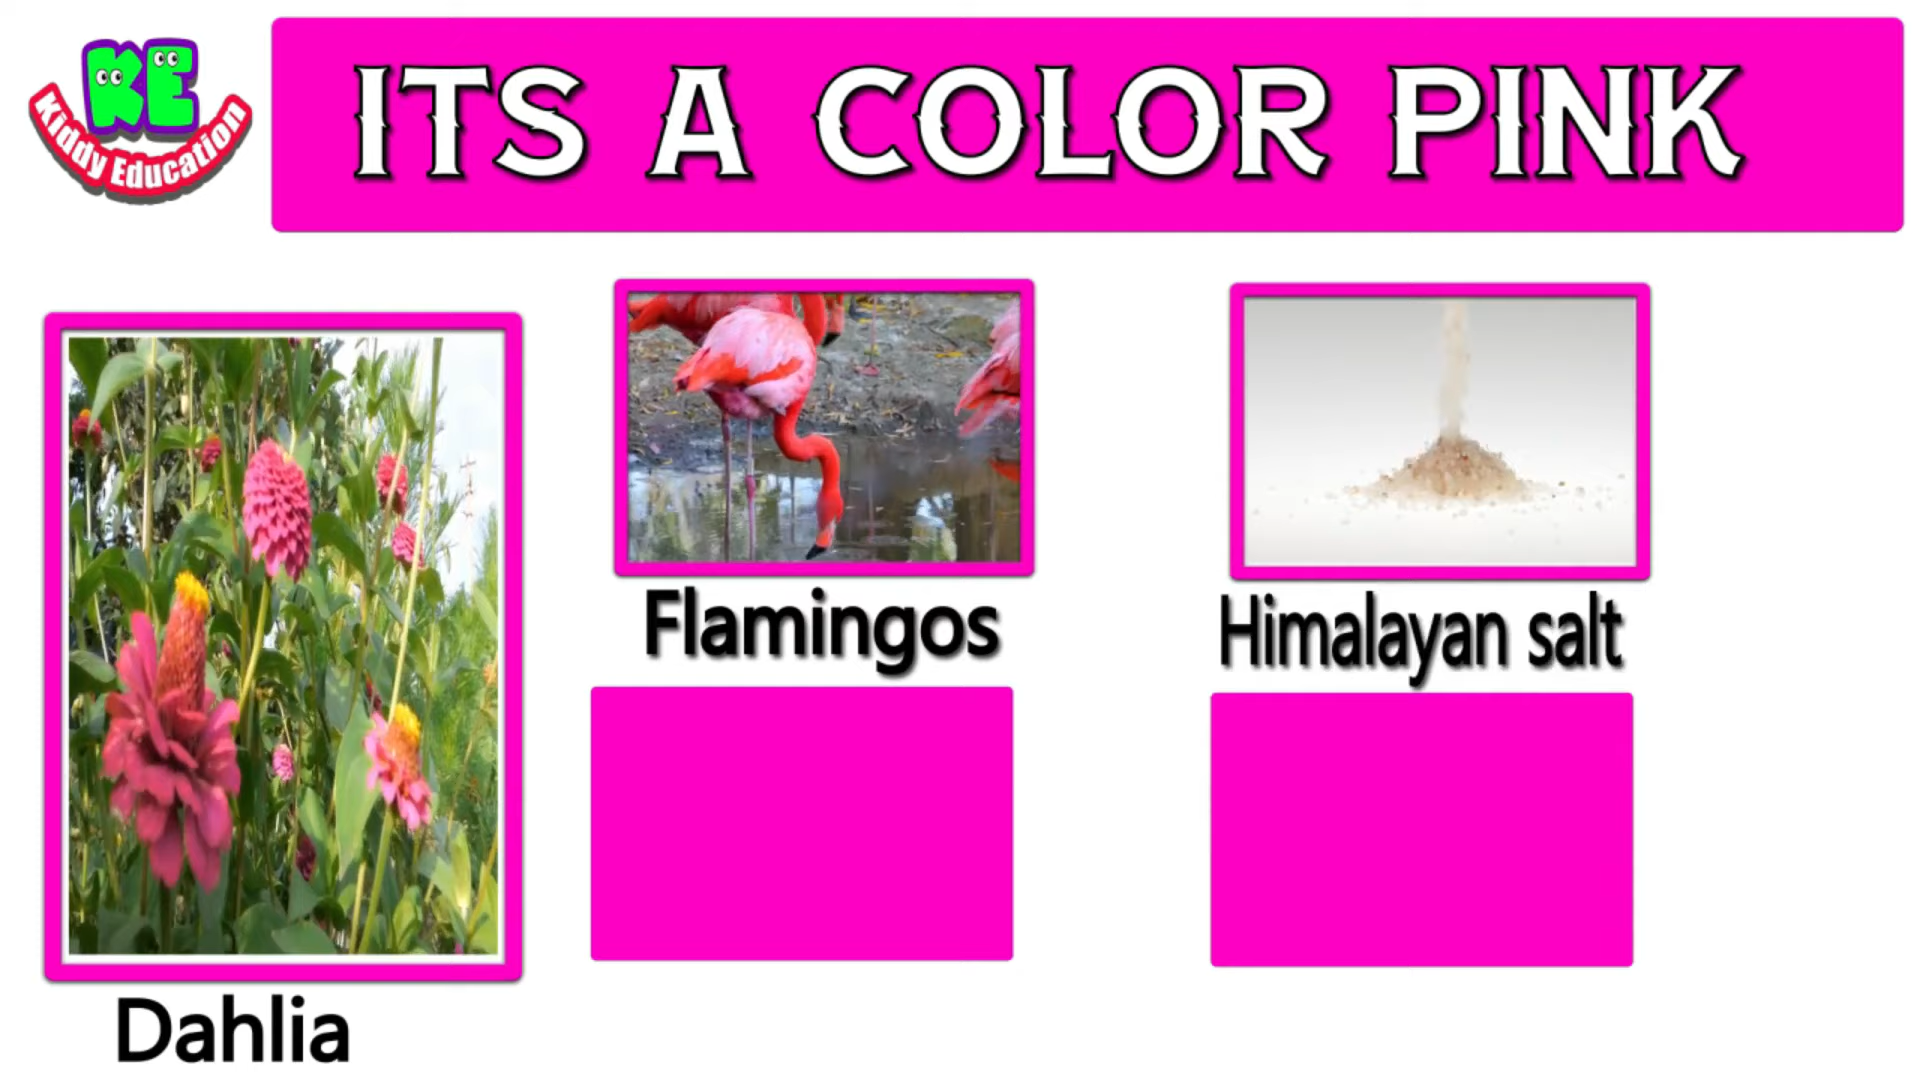 KE
Kiddy Education
ITS A COLOR PINK
Flamingos
Himalayan salt
Dahlia